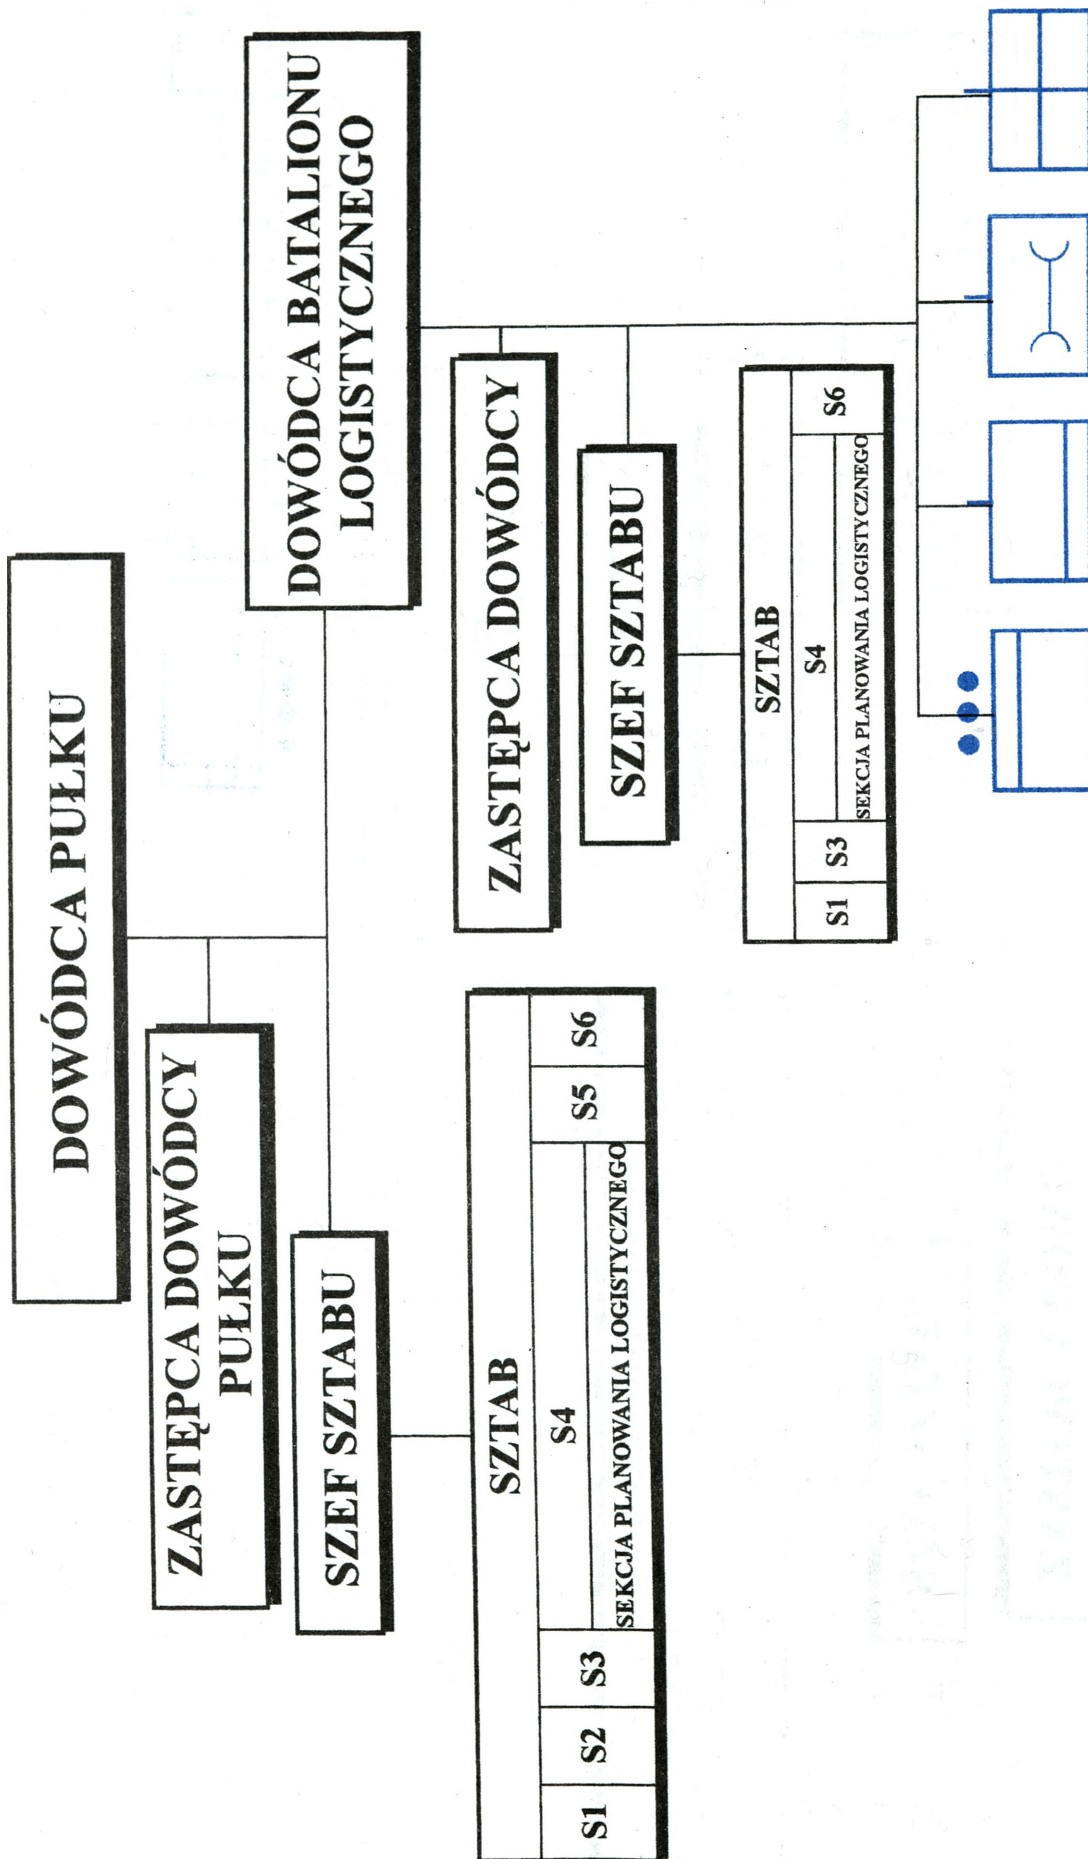 DOWÓDCA PUŁKU
ZASTĘPCA DOWÓDCY
PUŁKU
SZEF SZTABU
SZTAB
S1
S2
S3
S4
SEKCJA PLANOWANIA LOGISTYCZNEGO
S5
S6
DOWÓDCA BATALIONU
LOGISTYCZNEGO
ZASTĘPCA DOWÓDCY
SZEF SZTABU
SZTAB
S1
S3
S4
SEKCJA PLANOWANIA LOGISTYCZNEGO
S6